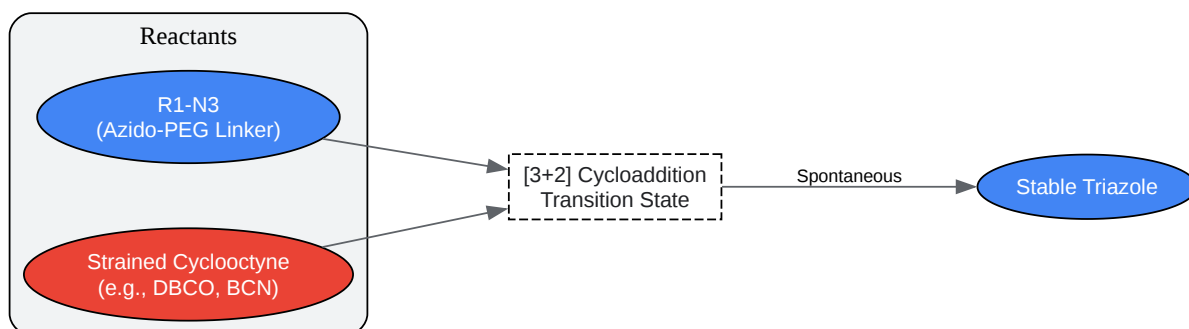 Reactants
R1-N3
(Azido-PEG Linker)
Strained Cyclooctyne
(e.g., DBCO, BCN)
[3+2] Cycloaddition
Transition State
Spontaneous
Stable Triazole